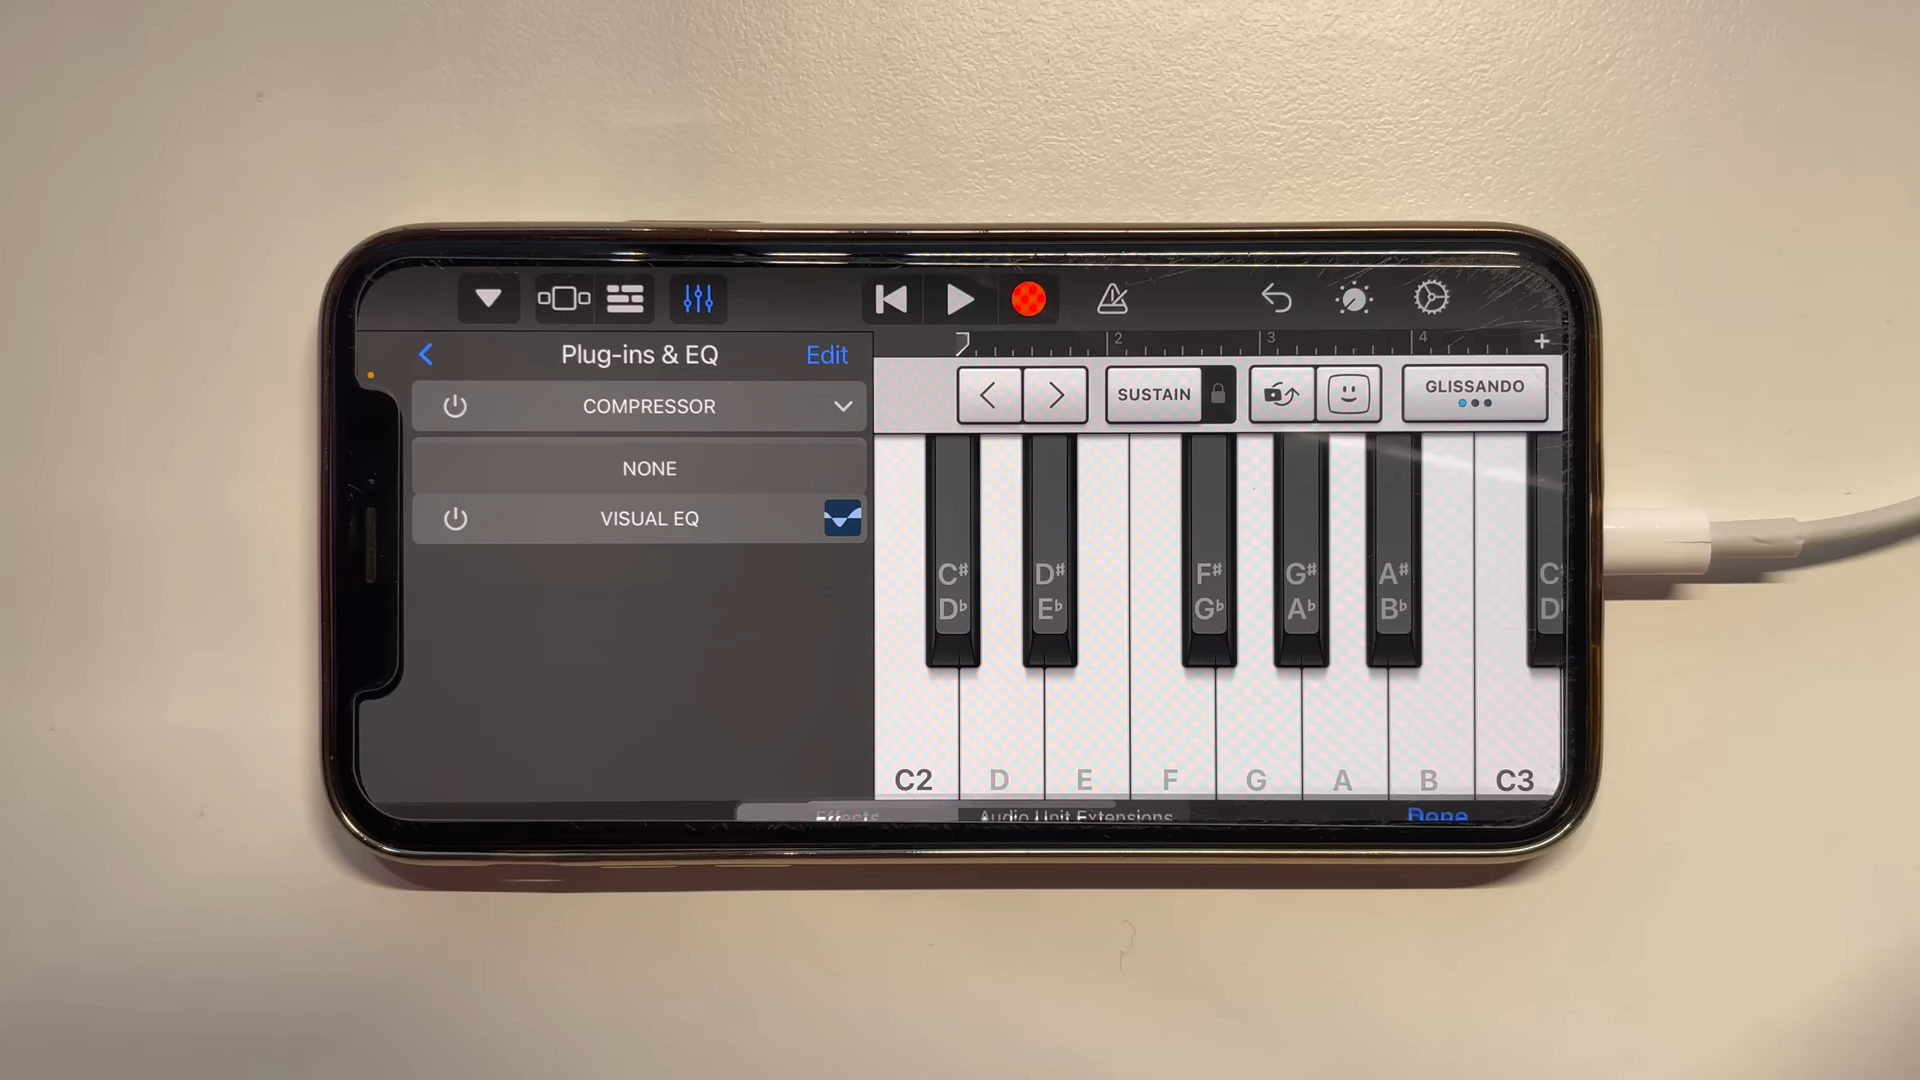 Plug-ins & EQ
Edit
2
3
4
+
COMPRESSOR
NONE
VISUAL EQ
SUSTAIN
GLISSANDO
C♯ D♯ F♯ G♯ A♯ C
D♭ E♭ G♭ A♭ B♭ D
C2 D E F G A B C3
Effects
Audio Unit Extensions
Done